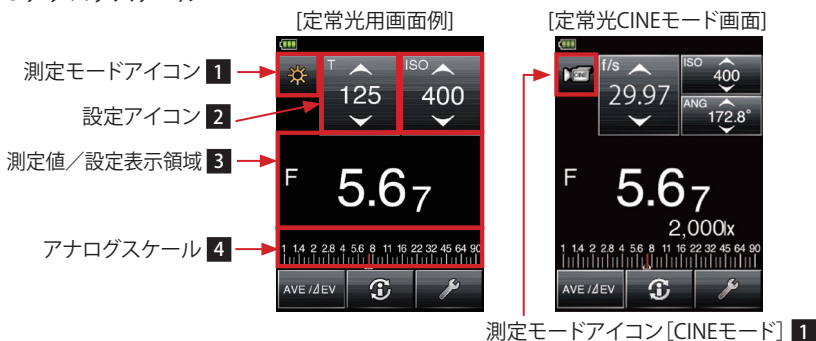 [定常光用画面例]
[定常光CINEモード画面]
測定モードアイコン 1
設定アイコン 2
測定値／設定表示領域 3
アナログスケール 4
T
125
ISO
400
F 5.67
1 1.4 2 2.8 4 5.6 8 11 16 22 32 45 64 90
AVE/⊿EV
CINE
f/s
29.97
ISO
400
ANG
172.8°
F 5.67
2,000lx
1 1.4 2 2.8 4 5.6 8 11 16 22 32 45 64 90
AVE/⊿EV
測定モードアイコン［CINEモード］ 1